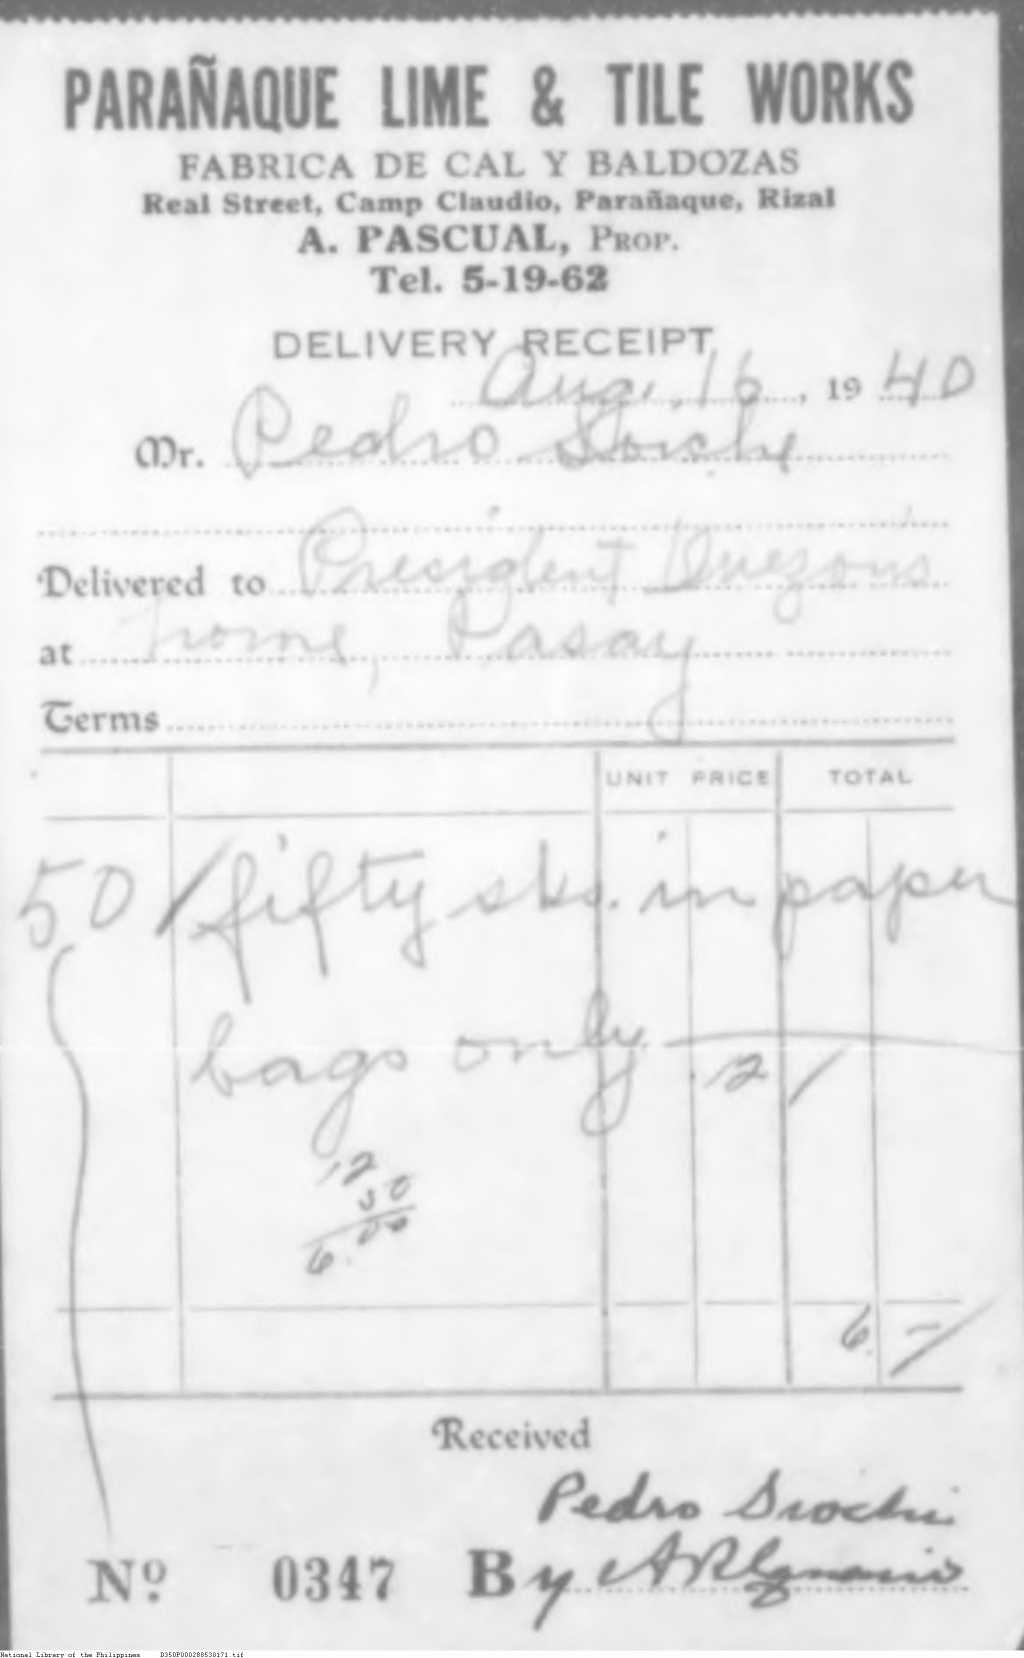 PARAÑAQUE LIME & TILE WORKS
FABRICA DE CAL Y BALDOZAS
Real Street, Camp Claudio, Parañaque, Rizal
A. PASCUAL, PROP.
Tel. 5-19-62
DELIVERY RECEIPT
Aug. 16, 1940
Mr. Pedro
Delivered to President Quezon's
at home, Pasay
Terms
UNIT PRICE TOTAL
50 / fifty sks. in paper
bags only. — .12 /
.12
50
6.00
6. —/
Received
Pedro
Nº 0347 By
National Library of the Philippines D350P000288530171.tif